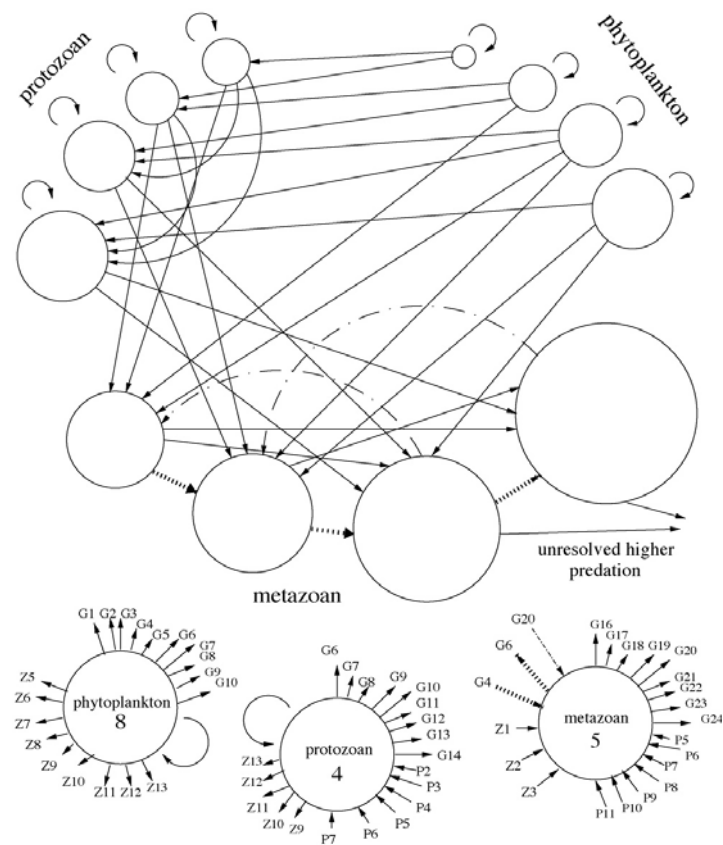 protozoan
phytoplankton
metazoan
unresolved higher
predation
G1
G2
G3
G4
G5
G6
G7
G8
G9
G10
Z5
Z6
Z7
Z8
Z9
Z10
Z11
Z12
Z13
phytoplankton
8
G6
G7
G8
G9
G10
G11
G12
G13
G14
Z13
Z12
Z11
Z10
Z9
P7
P6
P5
P4
P3
P2
protozoan
4
G20
G6
G4
Z1
Z2
Z3
G16
G17
G18
G19
G20
G21
G22
G23
G24
P5
P6
P7
P8
P9
P10
P11
metazoan
5